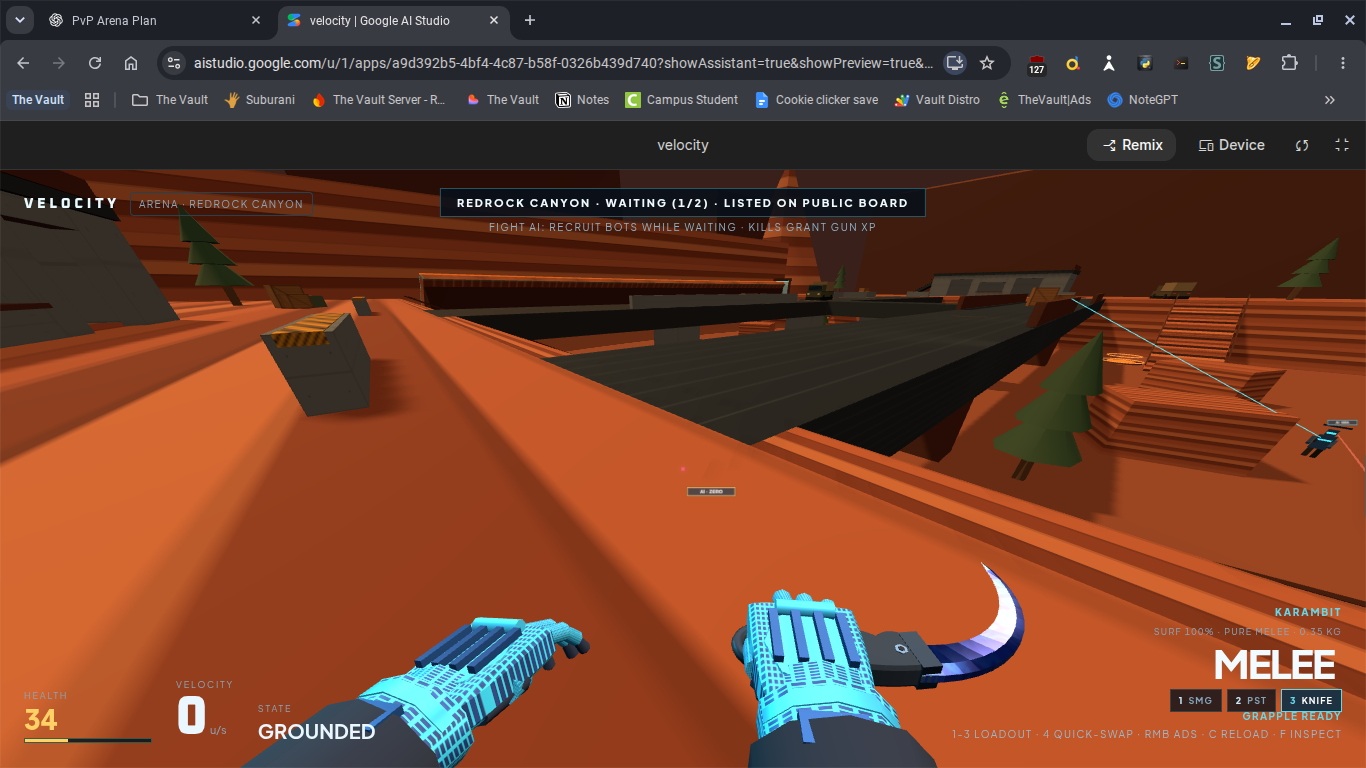 PvP Arena Plan
velocity | Google AI Studio
aistudio.google.com/u/1/apps/a9d392b5-4bf4-4c87-b58f-0326b439d740?showAssistant=true&showPreview=true&...
127
The Vault
The Vault
Suburani
The Vault Server - R...
The Vault
Notes
Campus Student
Cookie clicker save
Vault Distro
TheVault|Ads
NoteGPT
velocity
Remix
Device
VELOCITY
ARENA · REDROCK CANYON
REDROCK CANYON · WAITING (1/2) · LISTED ON PUBLIC BOARD
FIGHT AI: RECRUIT BOTS WHILE WAITING · KILLS GRANT GUN XP
AI · ZERO
KARAMBIT
SURF 100% · PURE MELEE · 0.35 KG
MELEE
1 SMG
2 PST
3 KNIFE
GRAPPLE READY
1-3 LOADOUT · 4 QUICK-SWAP · RMB ADS · C RELOAD · F INSPECT
HEALTH
34
VELOCITY
0 u/s
STATE
GROUNDED